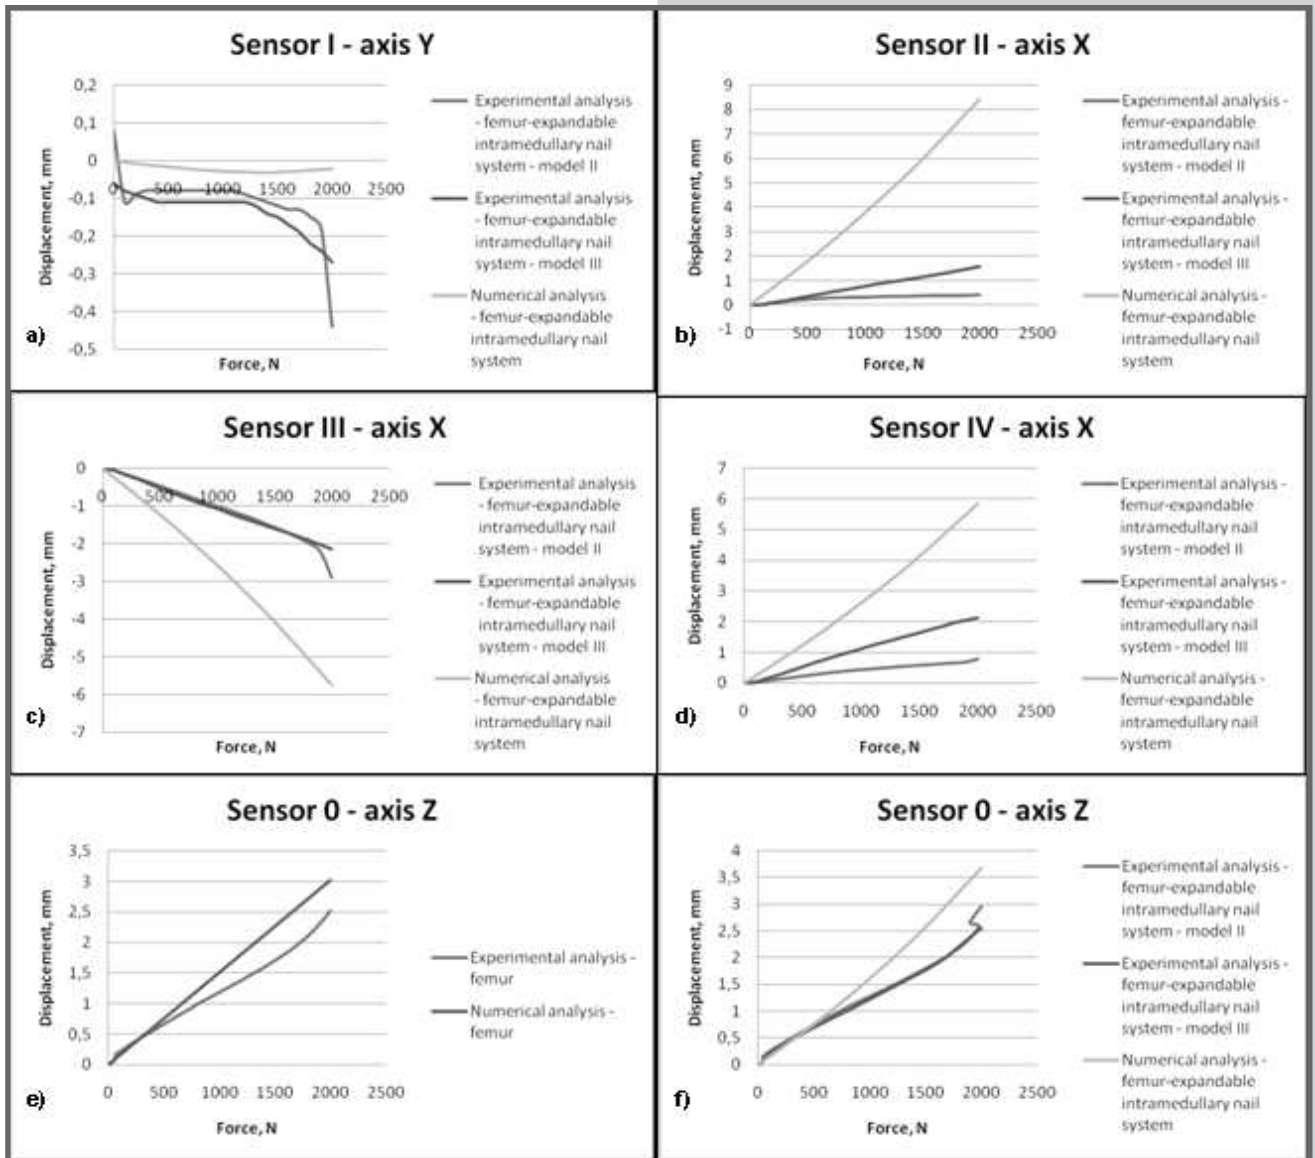 Sensor I - axis Y
0,2
0,1
0
-0,1
-0,2
-0,3
-0,4
-0,5
0 500 1000 1500 2000 2500
Displacement, mm
Force, N
Experimental analysis
- femur-expandable
intramedullary nail
system - model II
Experimental analysis
- femur-expandable
intramedullary nail
system - model III
Numerical analysis
- femur-expandable
intramedullary nail
system
a)
Sensor II - axis X
9
8
7
6
5
4
3
2
1
0
-1
0 500 1000 1500 2000 2500
Displacement, mm
Force, N
Experimental analysis -
femur-expandable
intramedullary nail
system - model II
Experimental analysis -
femur-expandable
intramedullary nail
system - model III
Numerical analysis -
femur-expandable
intramedullary nail
system
b)
Sensor III - axis X
0
-1
-2
-3
-4
-5
-6
-7
0 500 1000 1500 2000 2500
Displacement, mm
Force, N
Experimental analysis
- femur-expandable
intramedullary nail
system - model II
Experimental analysis
- femur-expandable
intramedullary nail
system - model III
Numerical analysis
- femur-expandable
intramedullary nail
system
c)
Sensor IV - axis X
7
6
5
4
3
2
1
0
0 500 1000 1500 2000 2500
Displacement, mm
Force, N
Experimental analysis -
femur-expandable
intramedullary nail
system - model II
Experimental analysis -
femur-expandable
intramedullary nail
system - model III
Numerical analysis -
femur-expandable
intramedullary nail
system
d)
Sensor 0 - axis Z
3,5
3
2,5
2
1,5
1
0,5
0
0 500 1000 1500 2000 2500
Displacement, mm
Force, N
Experimental analysis -
femur
Numerical analysis -
femur
e)
Sensor 0 - axis Z
4
3,5
3
2,5
2
1,5
1
0,5
0
0 500 1000 1500 2000 2500
Displacement, mm
Force, N
Experimental analysis -
femur-expandable
intramedullary nail
system - model II
Experimental analysis -
femur-expandable
intramedullary nail
system - model III
Numerical analysis -
femur-expandable
intramedullary nail
system
f)